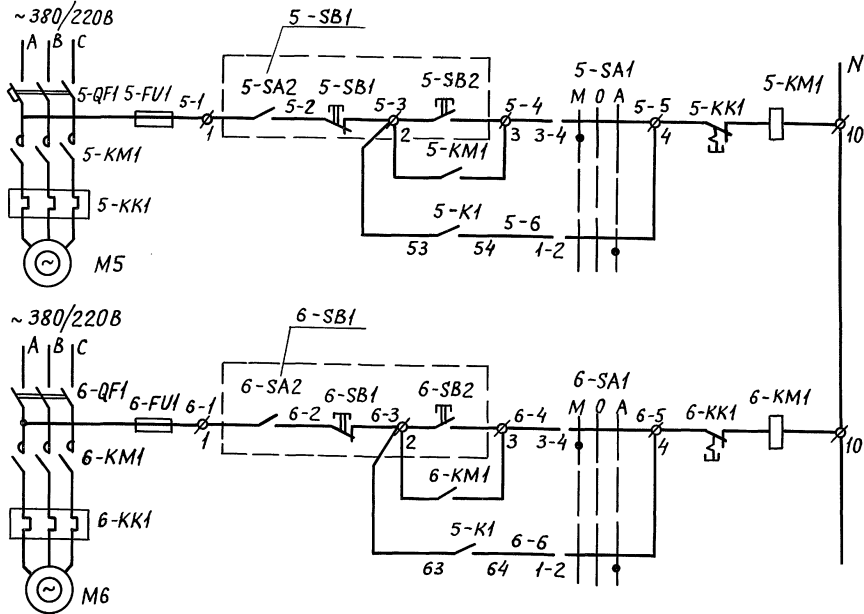 ~380/220В
A B C
5-SB1
5-SA2 5-SB1 5-SB2 5-SA1
M O A
N
5-QF1 5-FU1 5-1 5-2 5-3 5-4 5-5 5-KK1 5-KM1
1 2 3 3-4 4 10
5-KM1 5-KM1
5-KK1
5-K1 5-6
53 54 1-2
M5
~380/220В
A B C
6-SB1
6-SA2 6-SB1 6-SB2 6-SA1
M O A
6-QF1 6-FU1 6-1 6-2 6-3 6-4 6-5 6-KK1 6-KM1
1 2 3 3-4 4 10
6-KM1 6-KM1
6-KK1
5-K1 6-6
63 64 1-2
M6